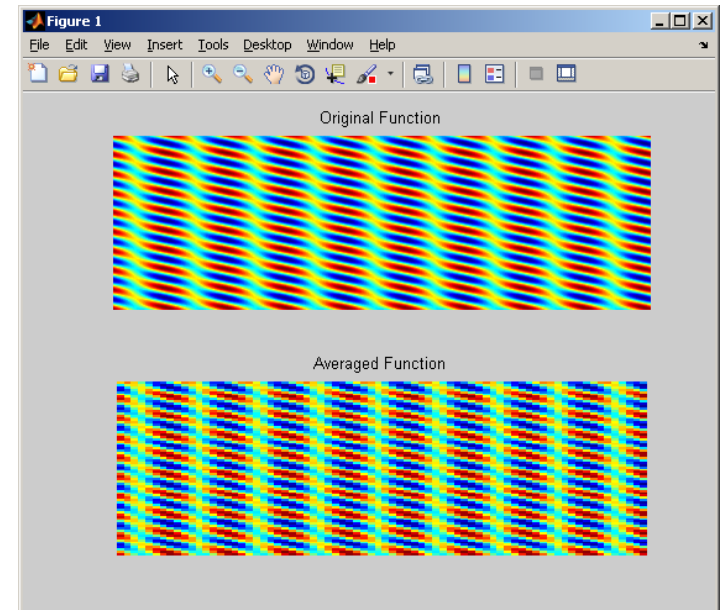 Figure 1
File Edit View Insert Tools Desktop Window Help
Original Function
Averaged Function